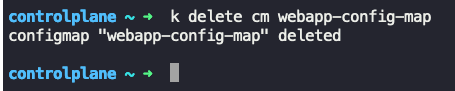 controlplane ~ ➜  k delete cm webapp-config-map
configmap "webapp-config-map" deleted
controlplane ~ ➜